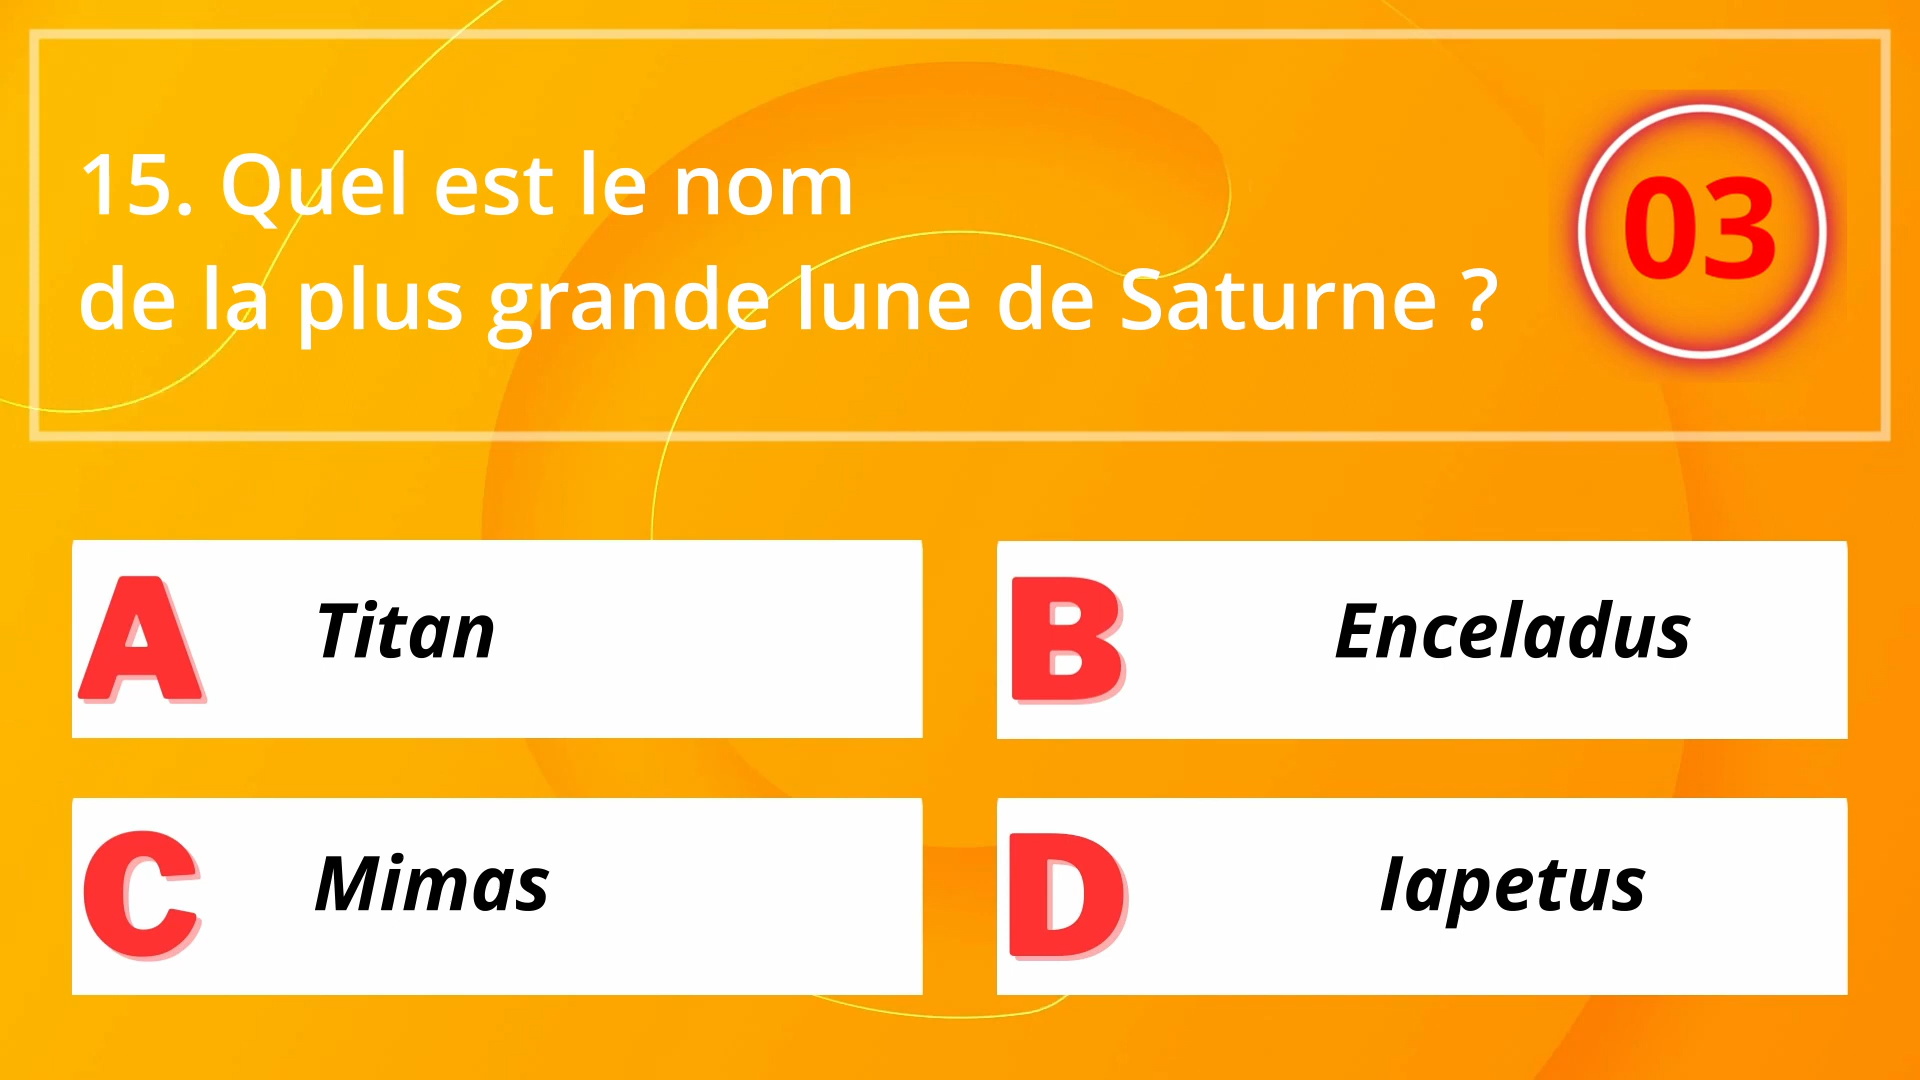 15. Quel est le nom
de la plus grande lune de Saturne ?
03
A Titan
B Enceladus
C Mimas
D Iapetus